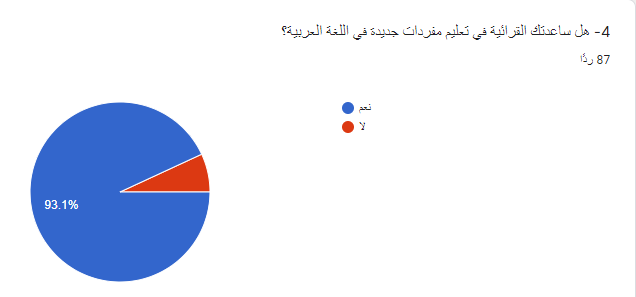 4- هل ساعدتك القرائية في تعليم مفردات جديدة في اللغة العربية؟
87 ردًا
نعم
لا
93.1%